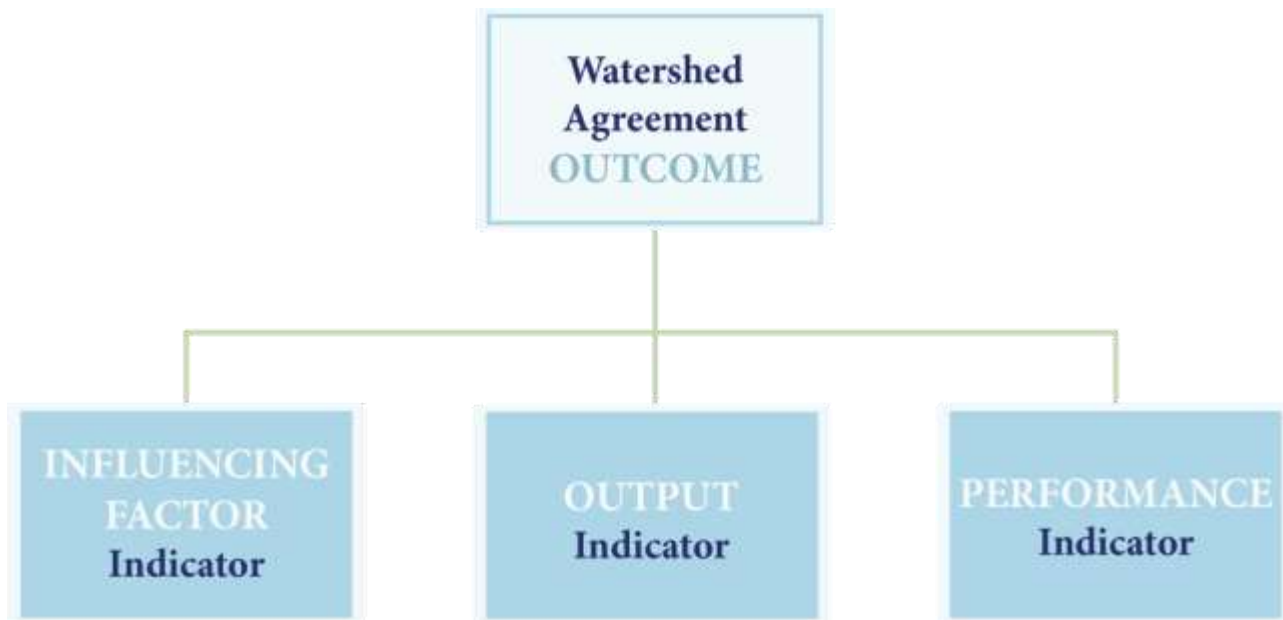 Watershed
Agreement
OUTCOME
INFLUENCING
FACTOR
Indicator
OUTPUT
Indicator
PERFORMANCE
Indicator